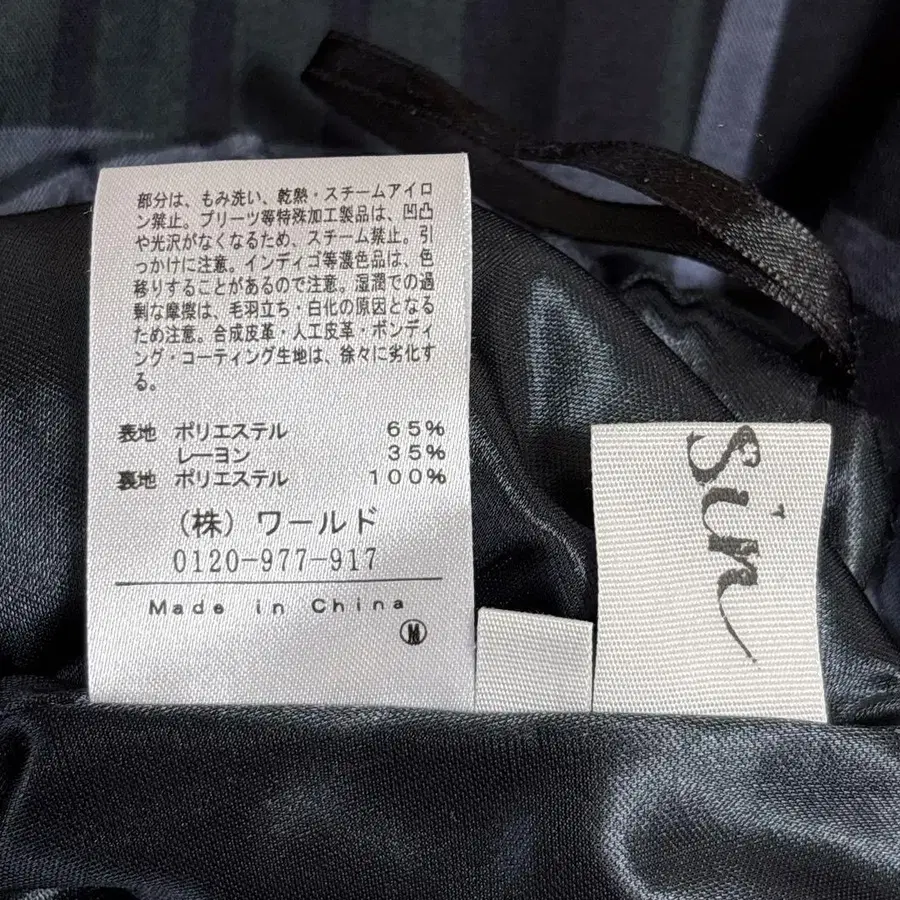 部分は、もみ洗い、乾熱・スチームアイロ
ン禁止。プリーツ等特殊加工製品は、凹凸
や光沢がなくなるため、スチーム禁止。引
っかけに注意。インディゴ等濃色品は、色
移りすることがあるので注意。湿潤での過
剰な摩擦は、毛羽立ち・白化の原因となる
ため注意。合成皮革・人工皮革・ボンディ
ング・コーティング生地は、徐々に劣化す
る。
表地 ポリエステル 65%
レーヨン 35%
裏地 ポリエステル 100%
(株) ワールド
0120-977-917
Made in China
M
Sin